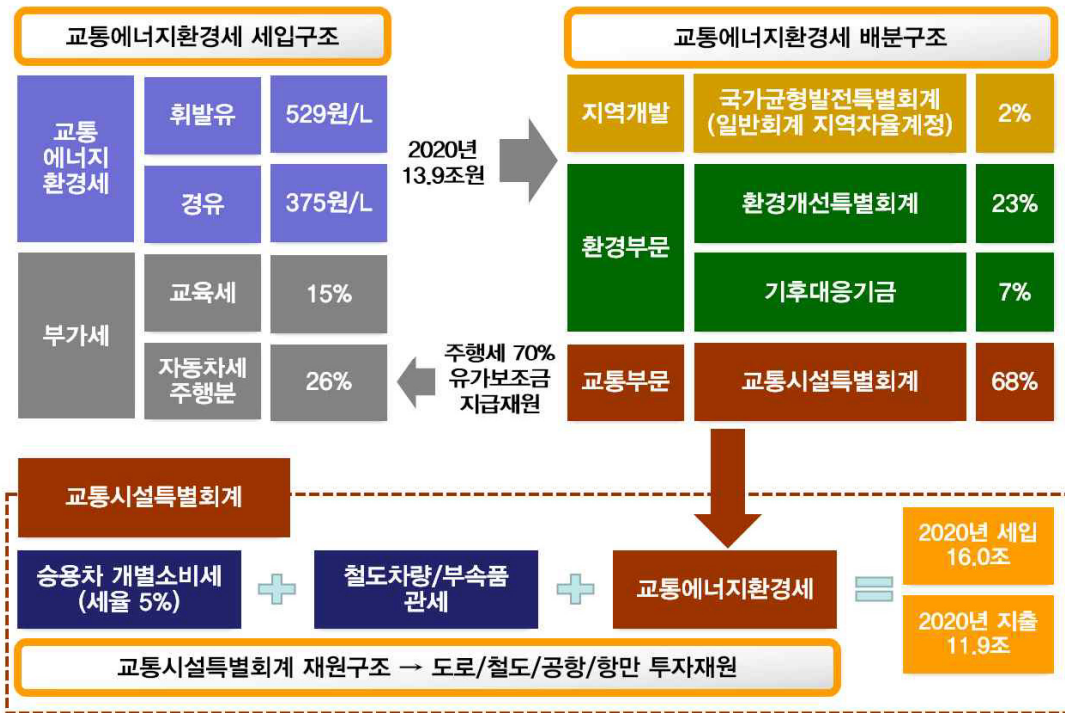 교통에너지환경세 세입구조
교통
에너지
환경세
휘발유
529원/L
경유
375원/L
부가세
교육세
15%
자동차세
주행분
26%
2020년
13.9조원
주행세 70%
유가보조금
지급재원
교통에너지환경세 배분구조
지역개발
국가균형발전특별회계
(일반회계 지역자율계정)
2%
환경부문
환경개선특별회계
23%
기후대응기금
7%
교통부문
교통시설특별회계
68%
교통시설특별회계
승용차 개별소비세
(세율 5%)
+
철도차량/부속품
관세
+
교통에너지환경세
=
2020년 세입
16.0조
2020년 지출
11.9조
교통시설특별회계 재원구조 → 도로/철도/공항/항만 투자재원